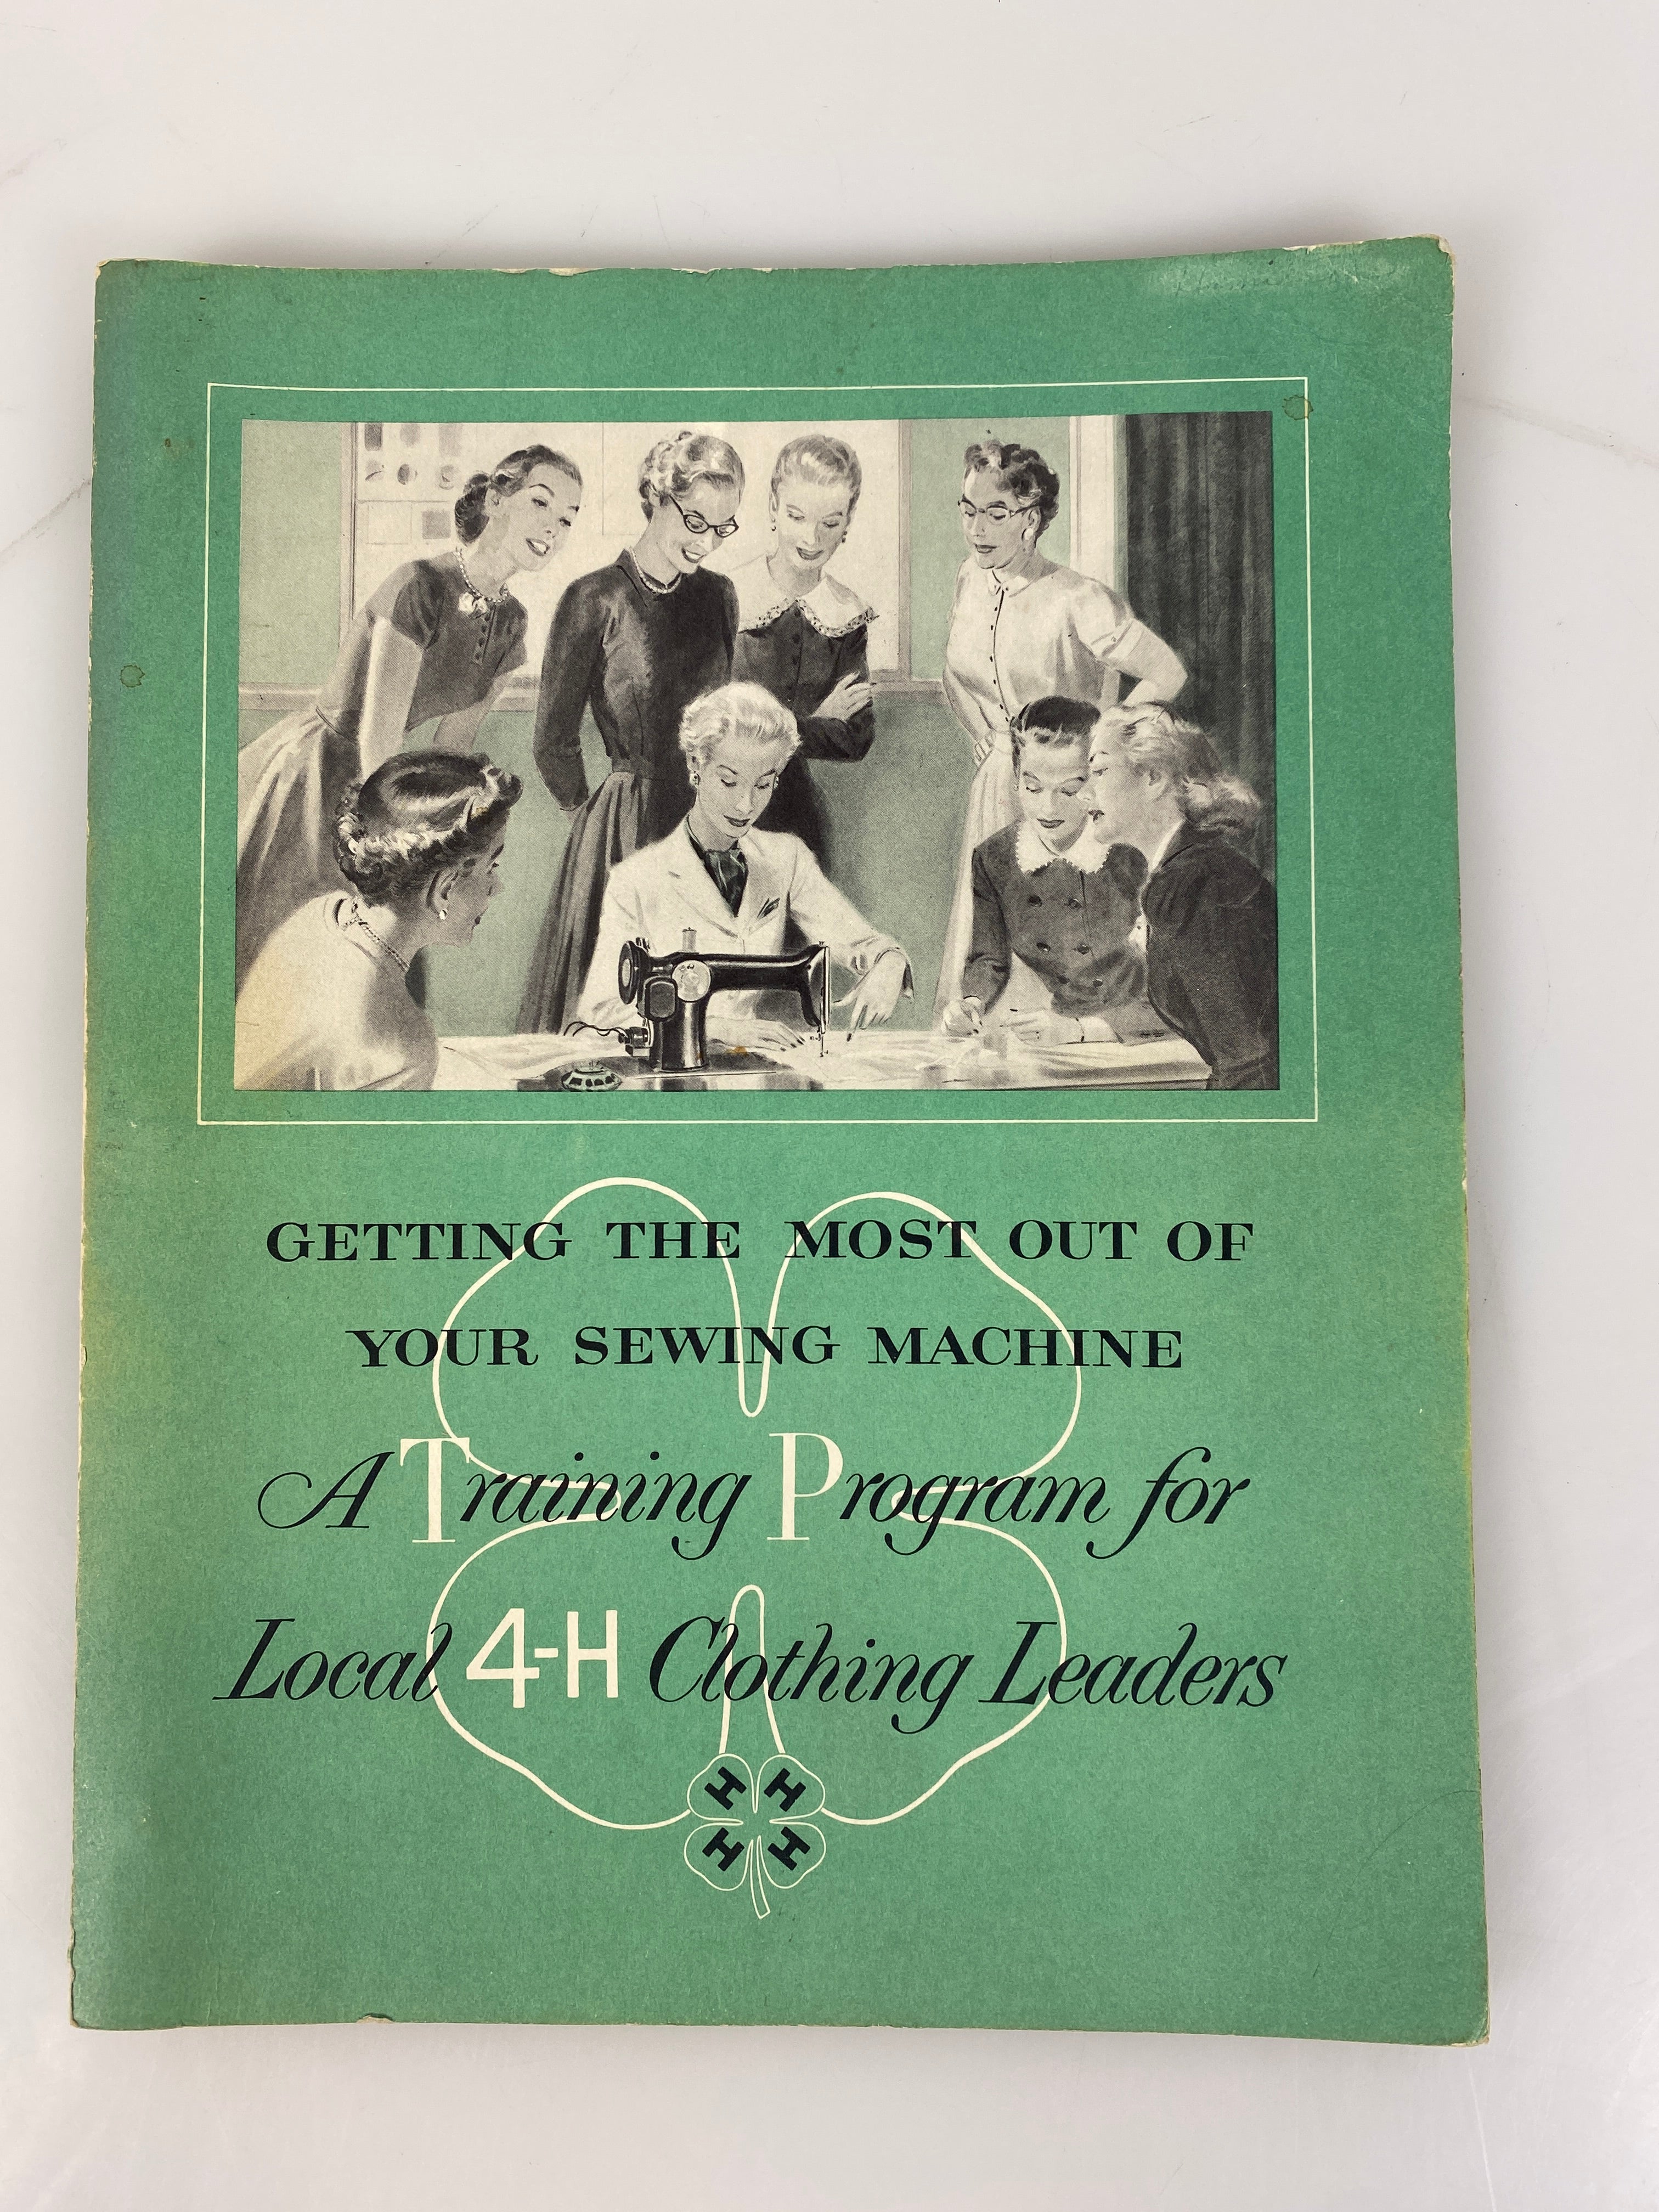 GETTING THE MOST OUT OF
YOUR SEWING MACHINE
A Training Program for
Local 4-H Clothing Leaders
H H
H H